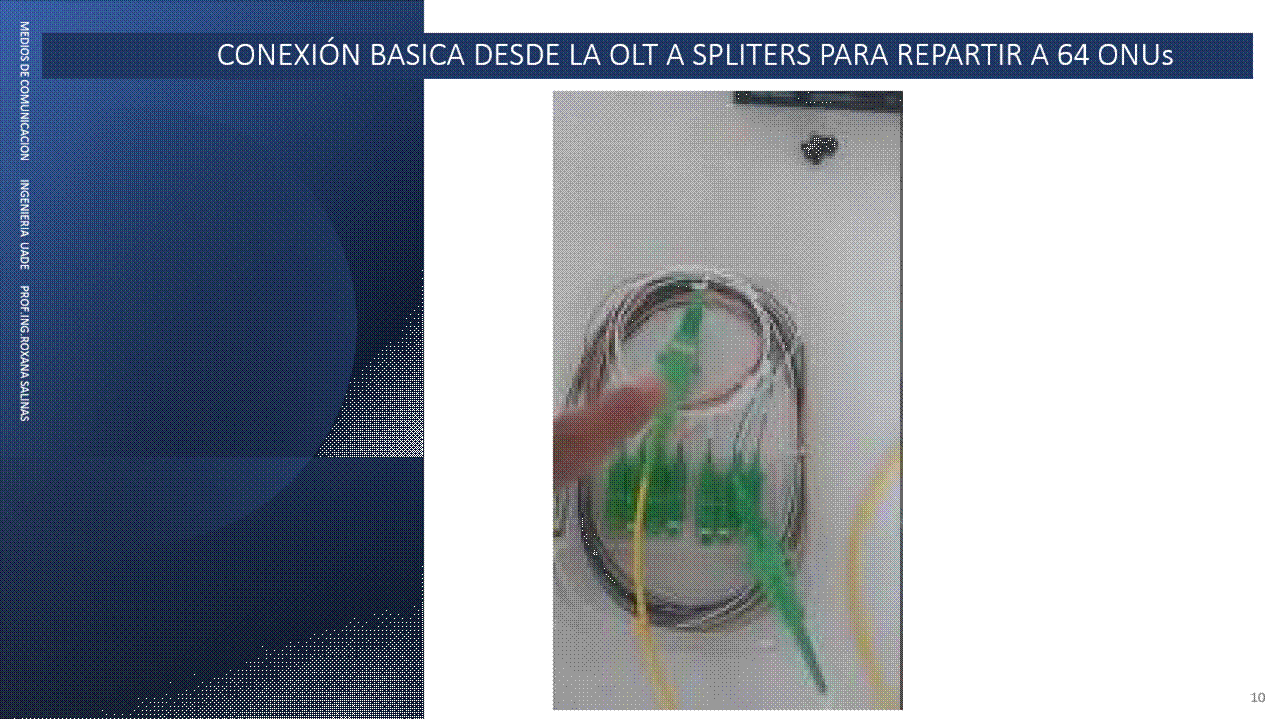 CONEXIÓN BASICA DESDE LA OLT A SPLITERS PARA REPARTIR A 64 ONUs
MEDIOS DE COMUNICACION INGENIERIA UADE PROF.ING.ROXANA SALINAS
10